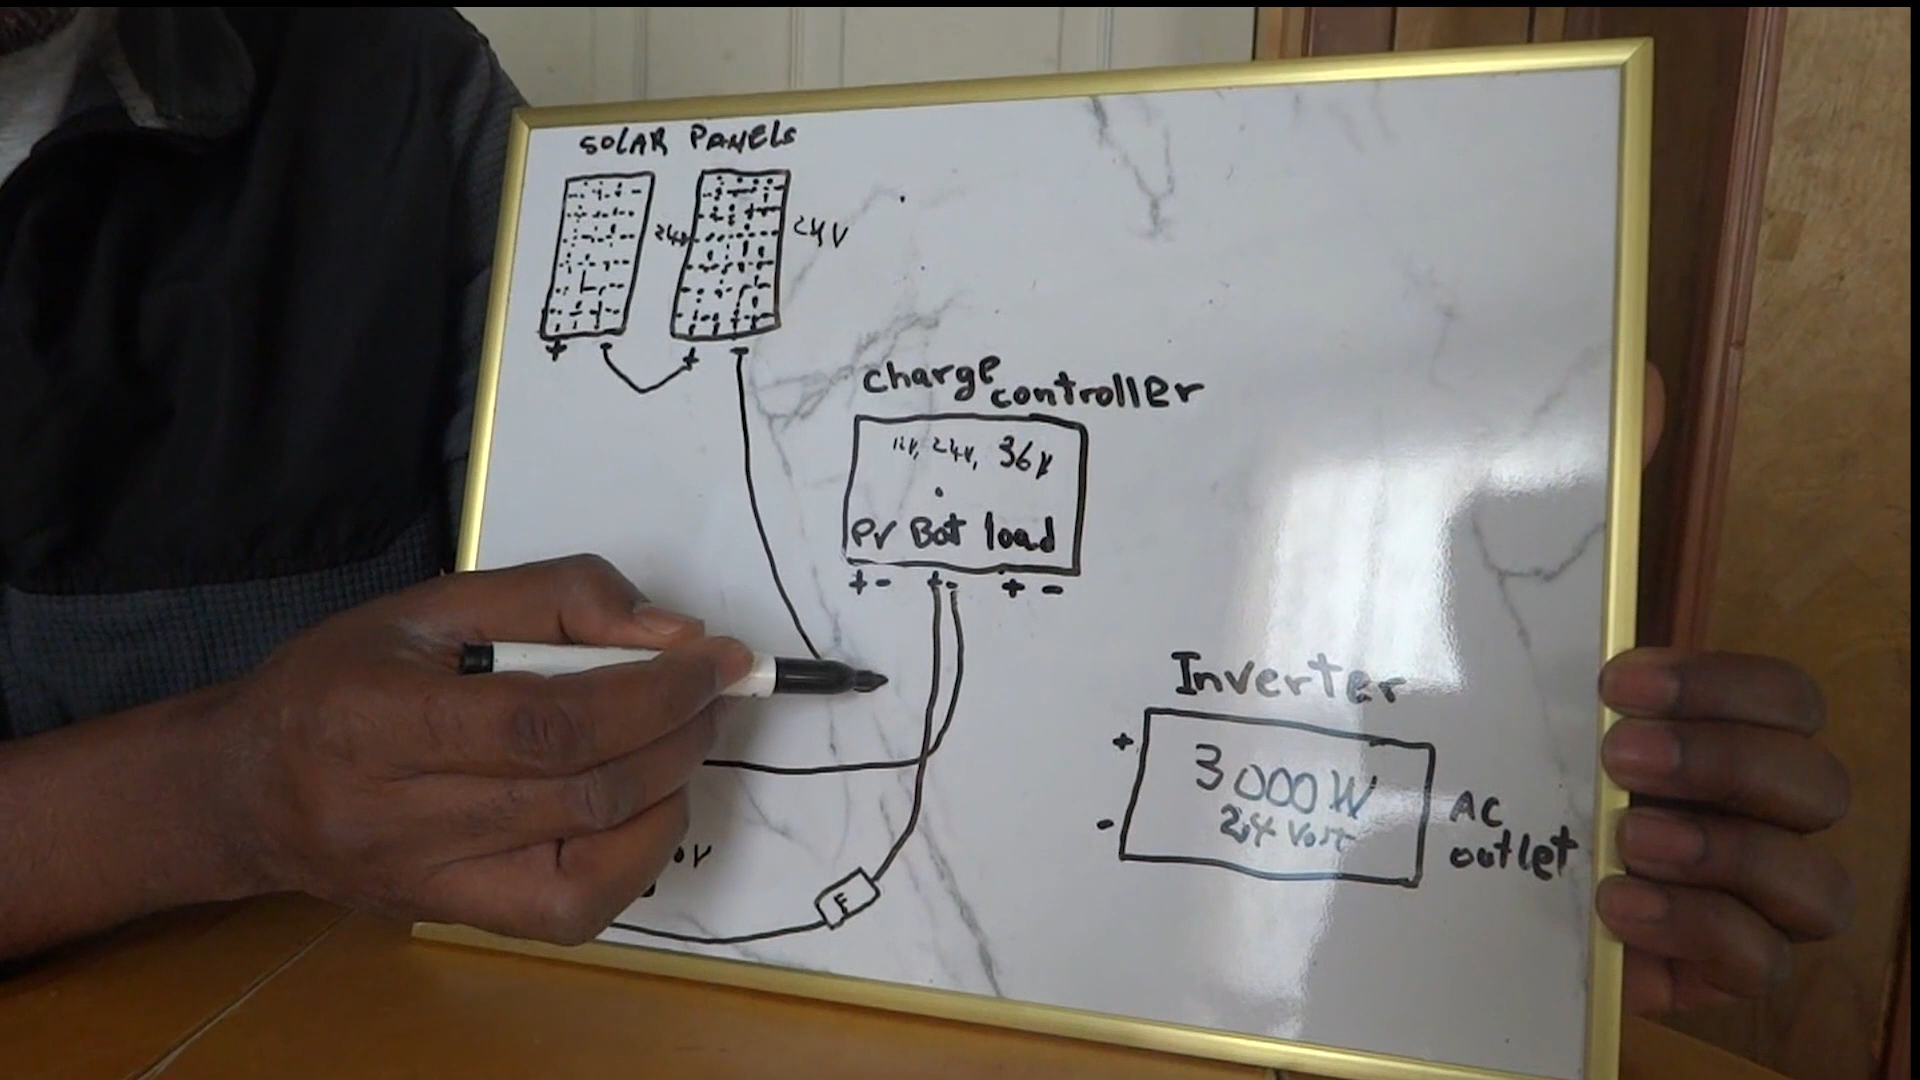 SOLAR PANELS
24V
24V
+ - + -
charge controller
12V, 24V, 36V
PV Bat load
+ - + - + -
Inverter
+
3000W
24 Volt
-
AC
outlet
F